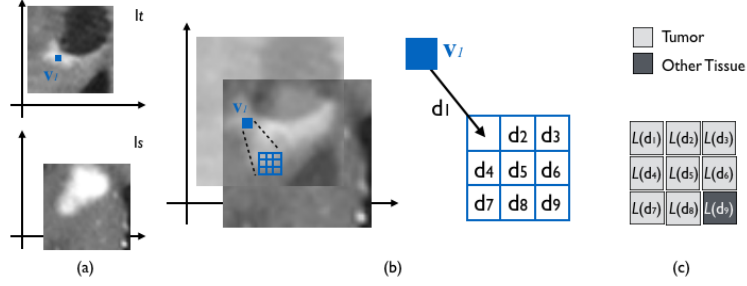 It
v1
Is
(a)
v1
(b)
v1
d1
d2 d3
d4 d5 d6
d7 d8 d9
Tumor
Other Tissue
L(d1) L(d2) L(d3)
L(d4) L(d5) L(d6)
L(d7) L(d8) L(d9)
(c)